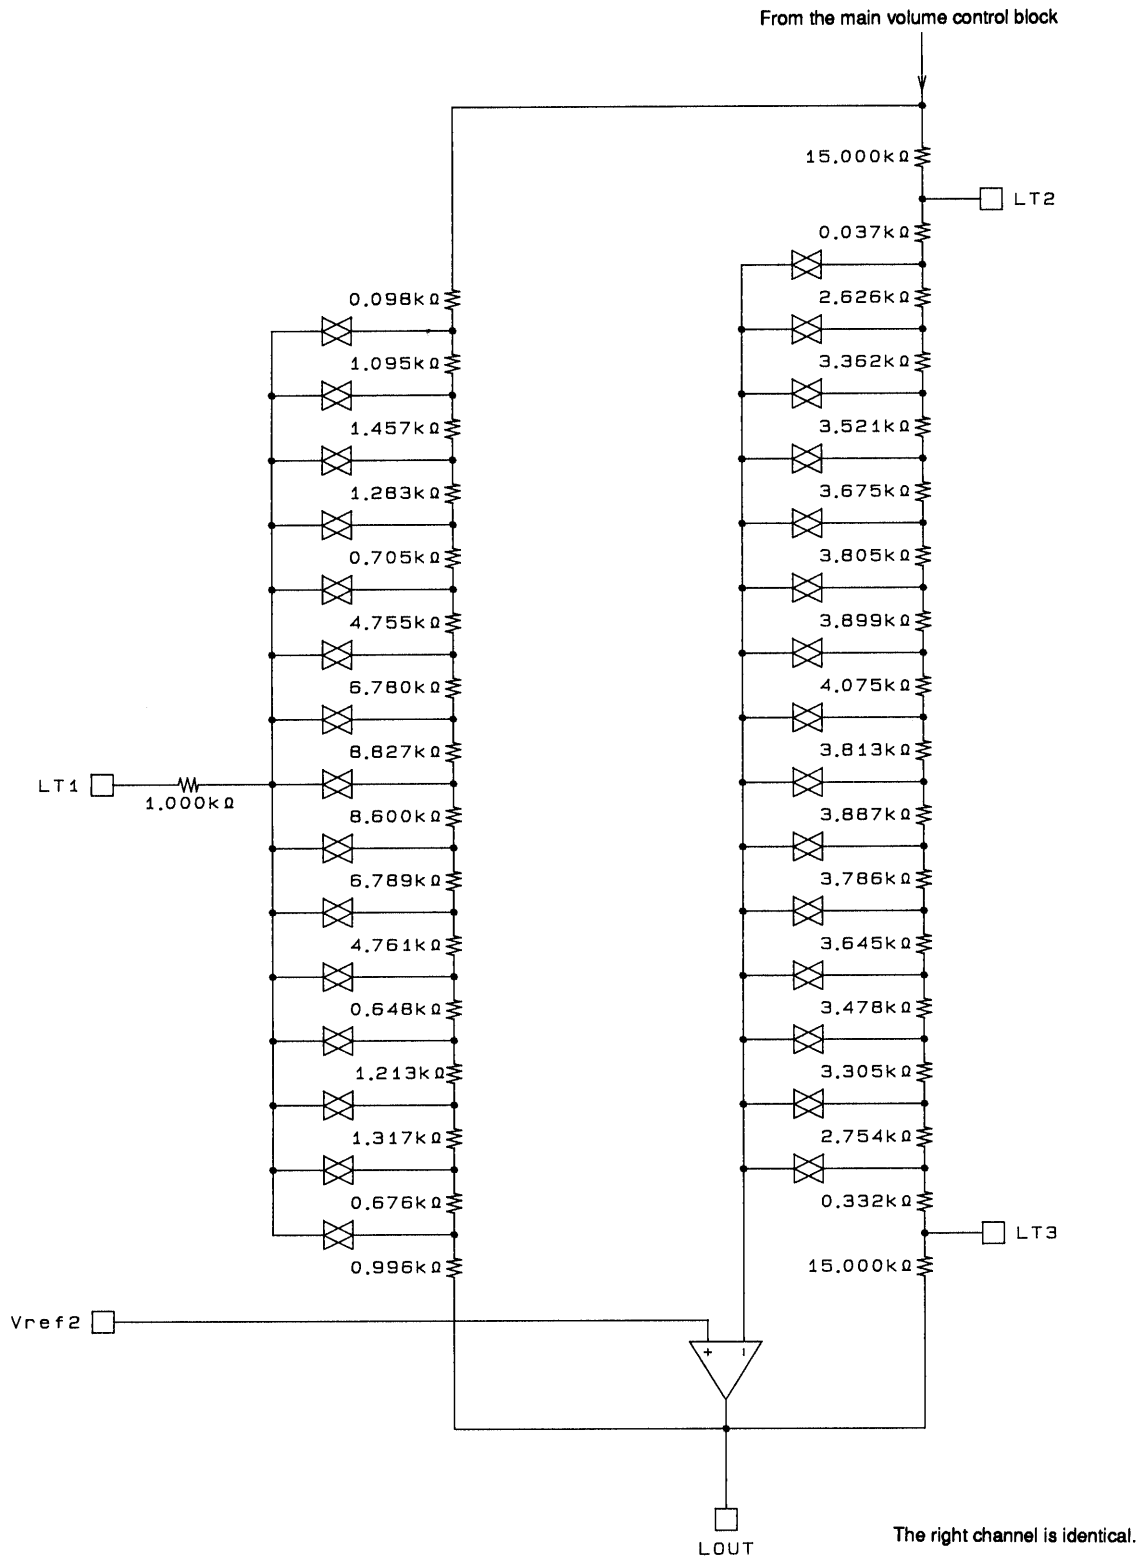 From the main volume control block
15.000kΩ
LT2
0.037kΩ
0.098kΩ
2.626kΩ
1.095kΩ
3.362kΩ
1.457kΩ
3.521kΩ
1.283kΩ
3.675kΩ
0.705kΩ
3.805kΩ
4.755kΩ
3.899kΩ
6.780kΩ
4.075kΩ
8.827kΩ
3.813kΩ
LT1
1.000kΩ
8.600kΩ
3.887kΩ
6.789kΩ
3.786kΩ
4.761kΩ
3.645kΩ
0.648kΩ
3.478kΩ
1.213kΩ
3.305kΩ
1.317kΩ
2.754kΩ
0.676kΩ
0.332kΩ
LT3
0.996kΩ
15.000kΩ
Vref2
+ −
LOUT
The right channel is identical.